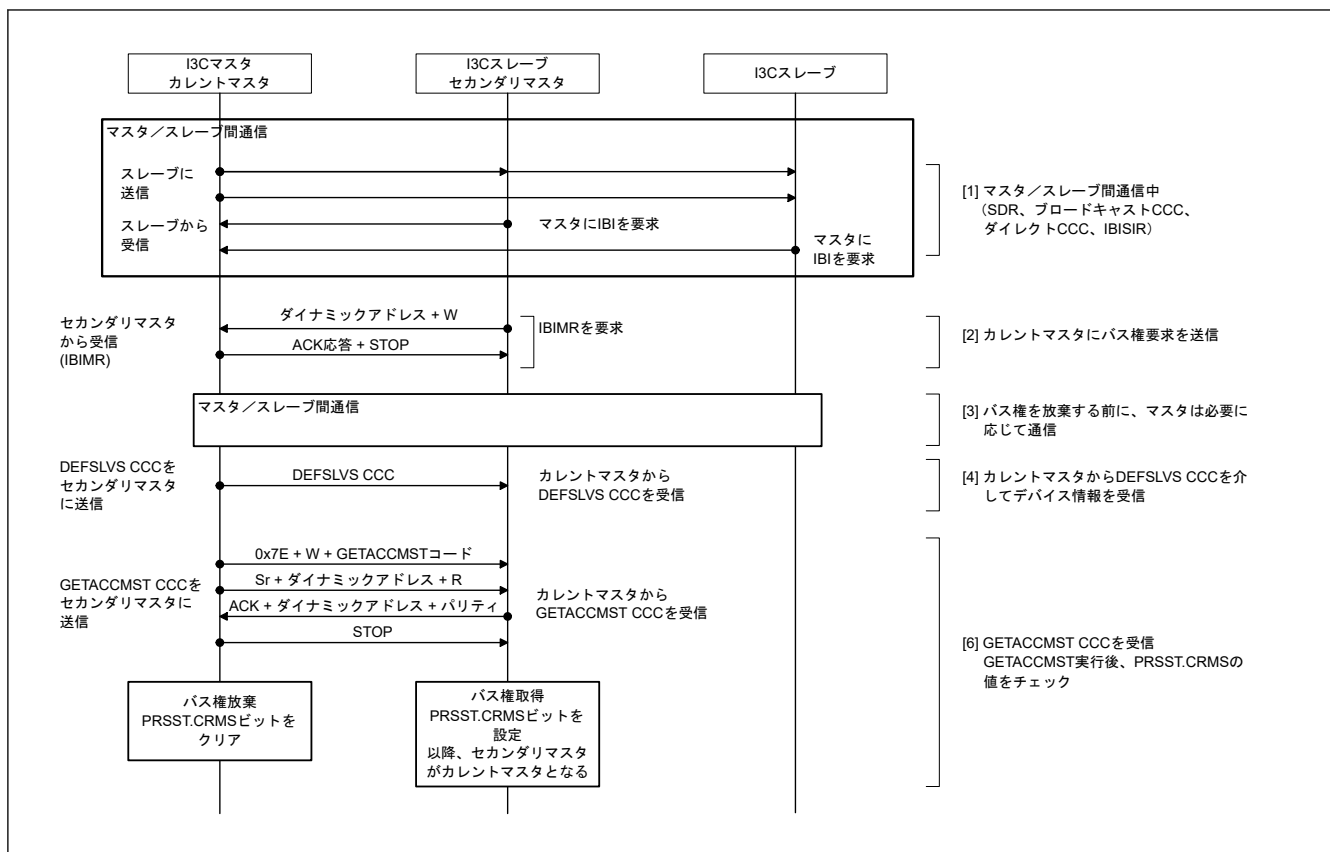 I3Cマスタ
カレントマスタ
I3Cスレーブ
セカンダリマスタ
I3Cスレーブ
マスタ／スレーブ間通信
スレーブに
送信
スレーブから
受信
マスタにIBIを要求
マスタに
IBIを要求
[1] マスタ／スレーブ間通信中
（SDR、ブロードキャストCCC、
ダイレクトCCC、IBISIR）
セカンダリマスタ
から受信
(IBIMR)
ダイナミックアドレス + W
ACK応答 + STOP
IBIMRを要求
[2] カレントマスタにバス権要求を送信
マスタ／スレーブ間通信
[3] バス権を放棄する前に、マスタは必要に
応じて通信
DEFSLVS CCCを
セカンダリマスタ
に送信
DEFSLVS CCC
カレントマスタから
DEFSLVS CCCを受信
[4] カレントマスタからDEFSLVS CCCを介
してデバイス情報を受信
GETACCMST CCCを
セカンダリマスタに
送信
0x7E + W + GETACCMSTコード
Sr + ダイナミックアドレス + R
ACK + ダイナミックアドレス + パリティ
STOP
カレントマスタから
GETACCMST CCCを受信
[6] GETACCMST CCCを受信
GETACCMST実行後、PRSST.CRMSの
値をチェック
バス権放棄
PRSST.CRMSビットを
クリア
バス権取得
PRSST.CRMSビットを
設定
以降、セカンダリマスタ
がカレントマスタとなる